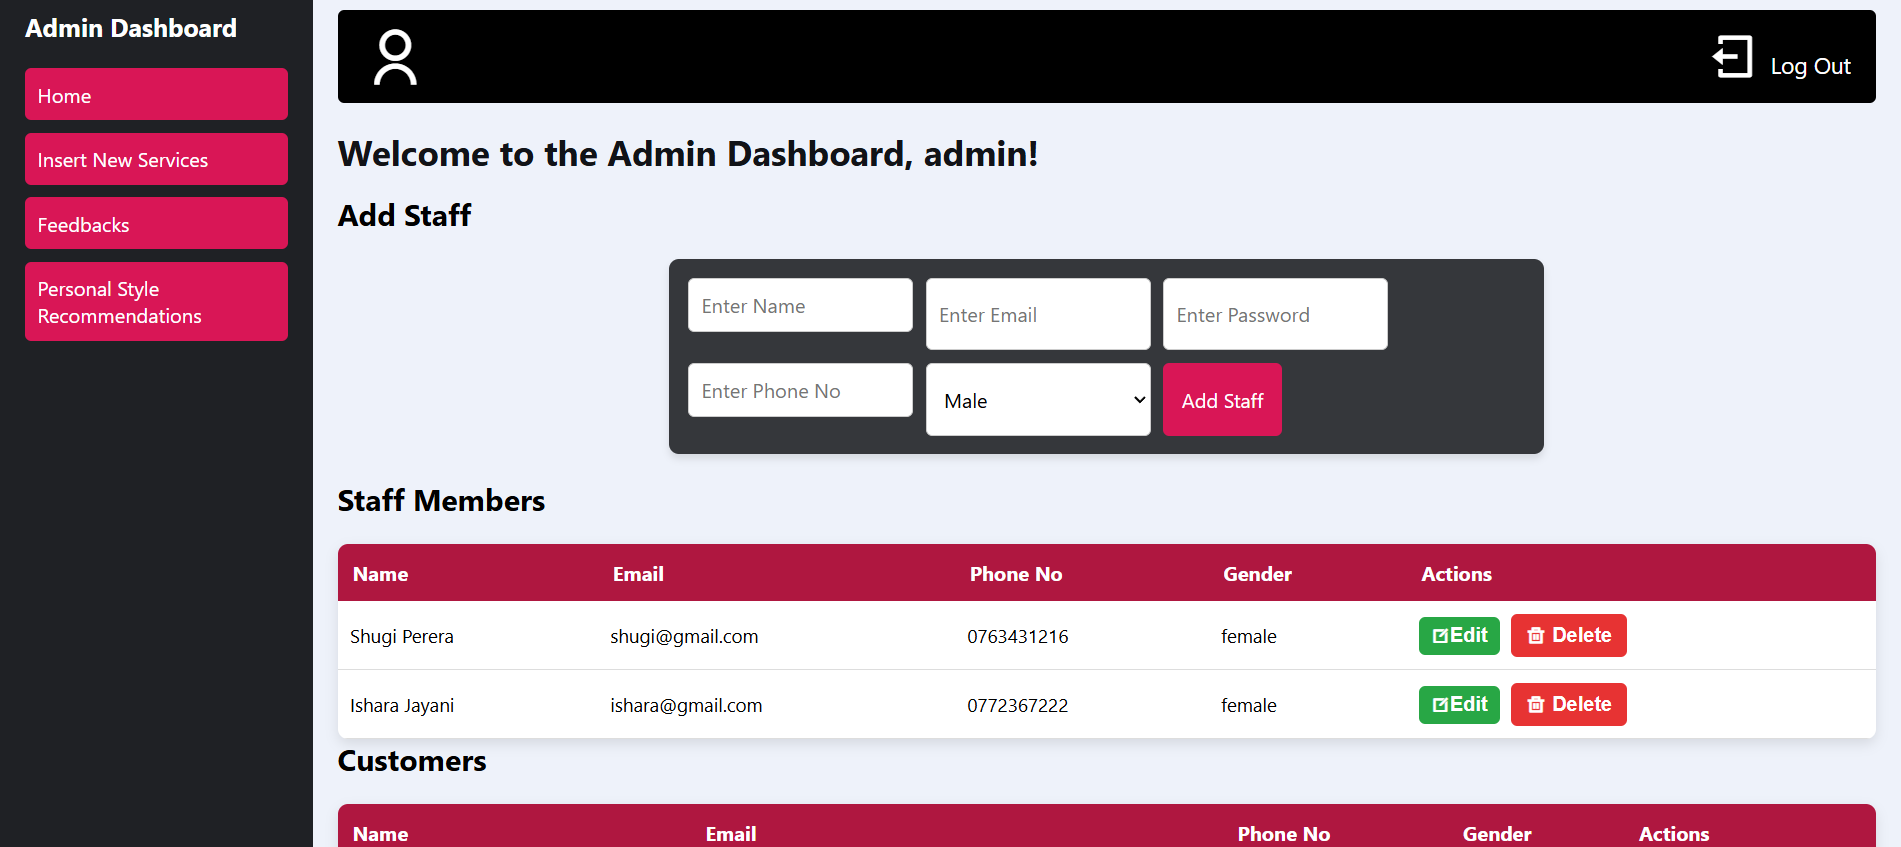 Admin Dashboard
Home
Insert New Services
Feedbacks
Personal Style
Recommendations
Log Out
Welcome to the Admin Dashboard, admin!
Add Staff
Enter Name
Enter Email
Enter Password
Enter Phone No
Male
Add Staff
Staff Members
Name Email Phone No Gender Actions
Shugi Perera shugi@gmail.com 0763431216 female Edit Delete
Ishara Jayani ishara@gmail.com 0772367222 female Edit Delete
Customers
Name Email Phone No Gender Actions